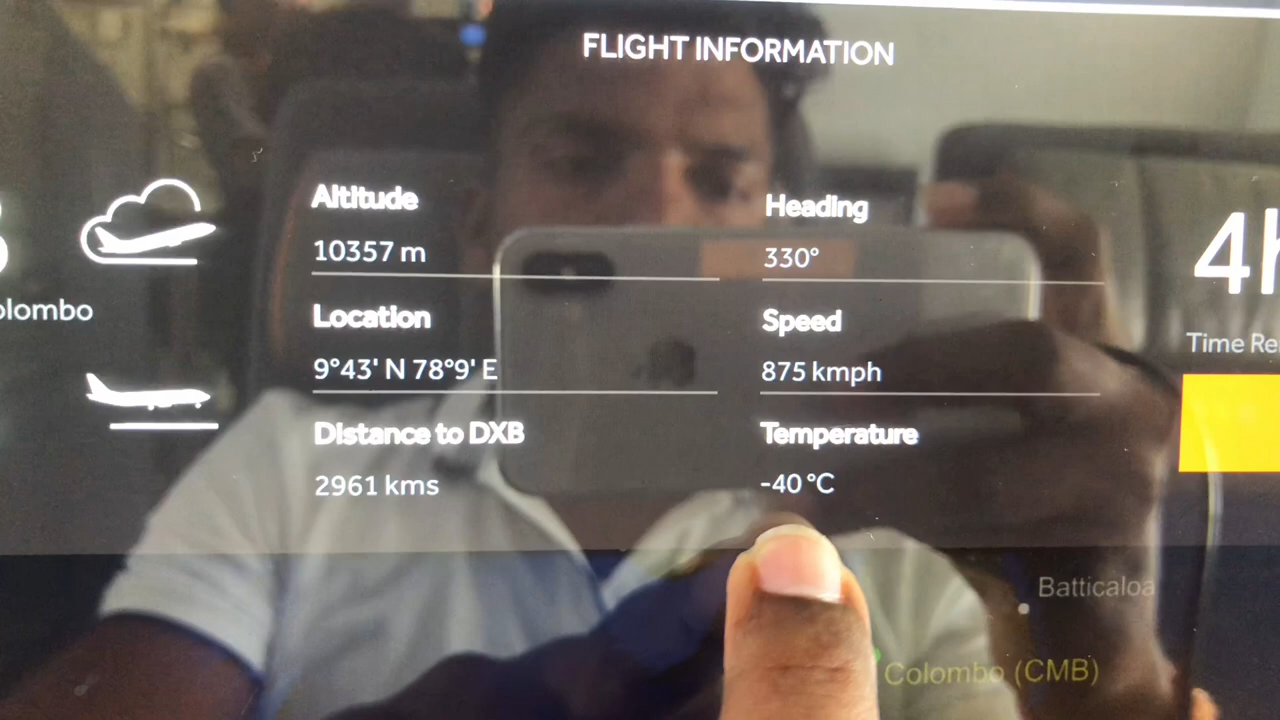 FLIGHT INFORMATION
Altitude
10357 m
Heading
330°
Location
9°43' N 78°9' E
Speed
875 kmph
Distance to DXB
2961 kms
Temperature
-40 °C
olombo
4h
Time Re
Batticaloa
Colombo (CMB)